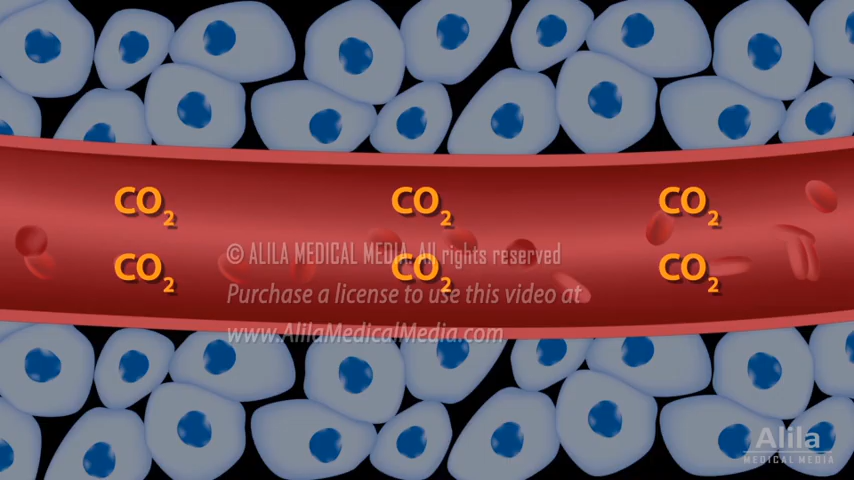 CO₂ CO₂ CO₂
© ALILA MEDICAL MEDIA. All rights reserved
CO₂ CO₂ CO₂
Purchase a license to use this video at
www.AlilaMedicalMedia.com
Alila
MEDICAL MEDIA